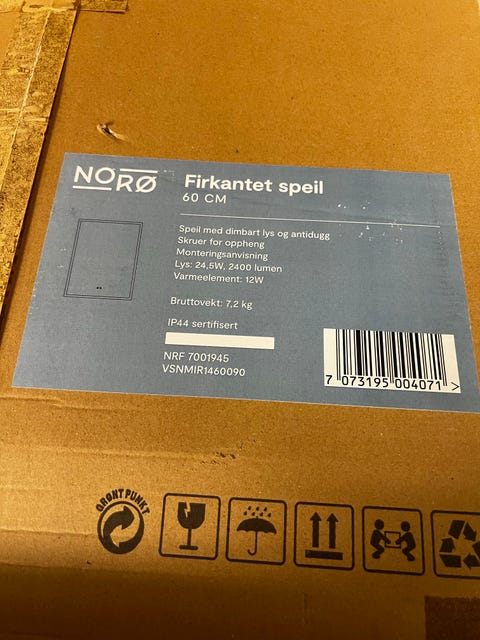 NORØ
Firkantet speil
60 CM
Speil med dimbart lys og antidugg
Skruer for oppheng
Monteringsanvisning
Lys: 24,5W, 2400 lumen
Varmeelement: 12W
Bruttovekt: 7,2 kg
IP44 sertifisert
NRF 7001945
VSNMIR1460090
7 073195 004071 >
GRØNT PUNKT